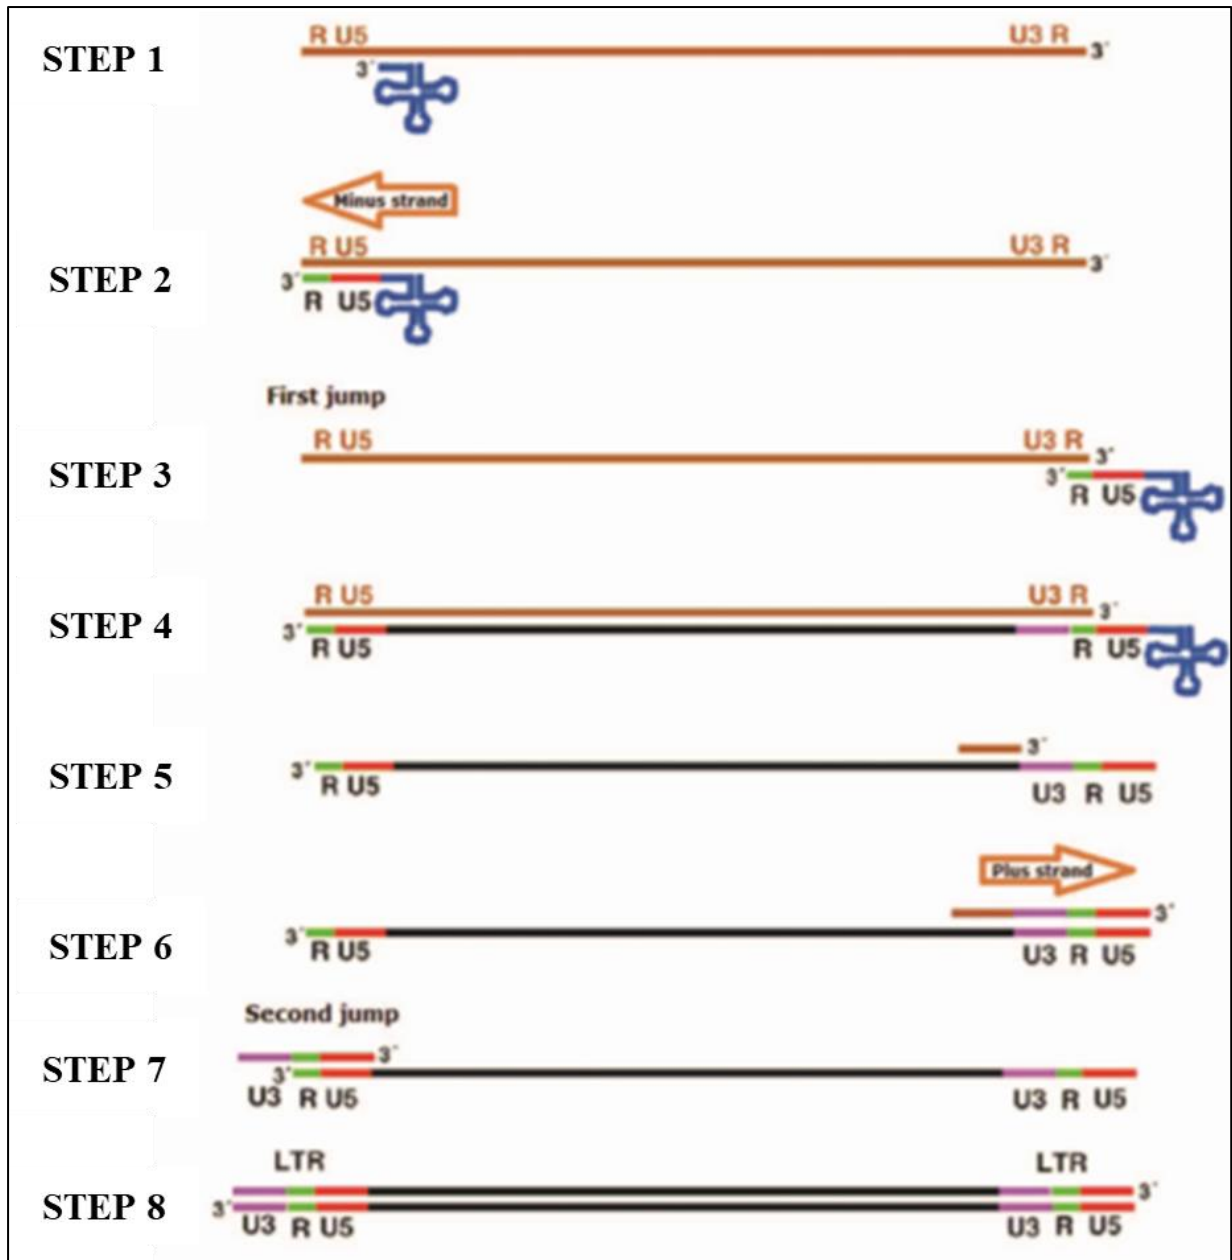 R U5 U3 R
STEP 1 3´
3´
Minus strand
R U5 U3 R
STEP 2 3´ 3´
R U5
First jump
R U5 U3 R
STEP 3 3´
3´
R U5
R U5 U3 R
STEP 4 3´ 3´
R U5 R U5
STEP 5 3´ 3´
R U5 U3 R U5
Plus strand
STEP 6 3´ 3´
R U5 U3 R U5
Second jump
STEP 7 3´
3´
U3 R U5 U3 R U5
LTR LTR
STEP 8 3´ 3´
U3 R U5 U3 R U5